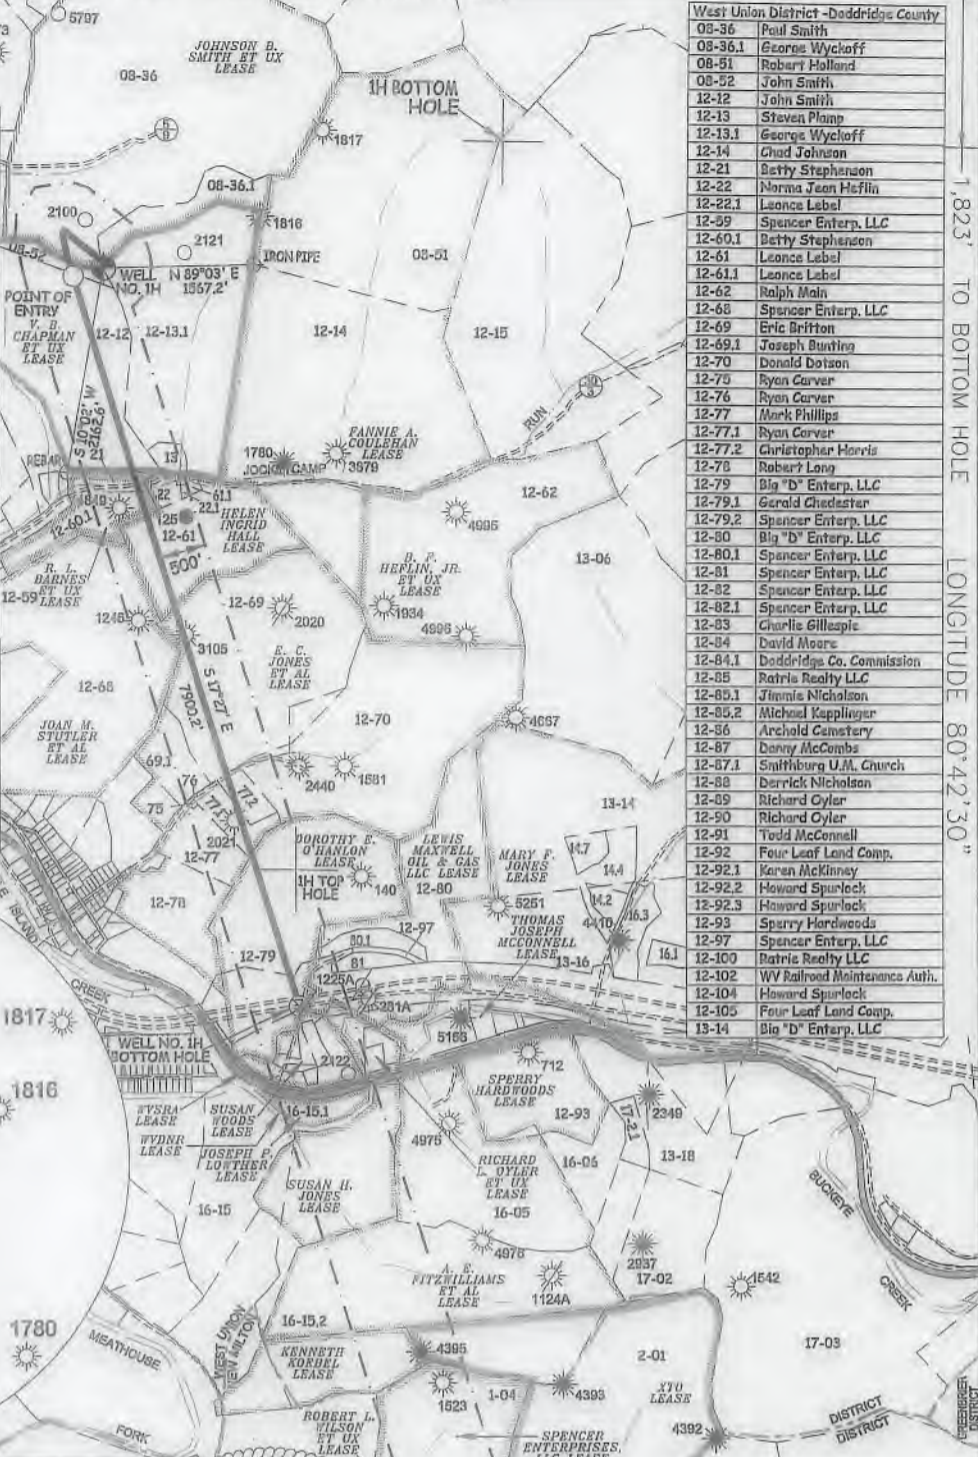 5797
JOHNSON B.
SMITH ET UX
LEASE
08-36
1H BOTTOM
HOLE
1817
08-36.1
2100
1816
2121
08-52
IRON PIPE
08-51
WELL
NO. 1H
N 89°03' E
1567.2'
POINT OF
ENTRY
V. B.
CHAPMAN
ET UX
LEASE
12-12
12-13.1
12-14
12-15
S 10°02' W
2162.6'
RUN
FANNIE A.
COULEHAN
LEASE
REBAR
21
13
1780
3979
JOCKEY CAMP
12-62
22
61.1
22.1
HELEN
INGRID
HALL
LEASE
4995
12-60.1
25
12-61
500'
B. F.
HEFLIN, JR.
ET UX
LEASE
13-06
R. L.
BARNES
ET UX
LEASE
12-59
12-69
2020
1934
4996
3105
E. C.
JONES
ET AL
LEASE
12-68
S 17°27' E
7900.2'
12-70
JOAN M.
STUTLER
ET AL
LEASE
69.1
76
75
77.2
2440
1581
13-14
2021
12-77
DOROTHY E.
O'HANLON
LEASE
1H TOP
HOLE
140
LEWIS
MAXWELL
OIL & GAS
LLC LEASE
12-80
MARY F.
JONES
LEASE
14.7
14.4
14.2
12-78
5251
4410
16.3
THOMAS
JOSEPH
MCCONNELL
LEASE
12-97
80.1
81
12-79
13-16
16.1
1225A
281A
ISLAND
CREEK
1817
WELL NO. 1H
BOTTOM HOLE
2422
712
1816
SPERRY
HARDWOODS
LEASE
WVSRA
LEASE
SUSAN
WOODS
LEASE
16-15.1
12-93
2349
17-2.1
WVDNR
LEASE
JOSEPH P.
LOWTHER
LEASE
4975
16-06
13-18
RICHARD
L. OYLER
ET UX
LEASE
SUSAN H.
JONES
LEASE
16-15
16-05
BUCKEYE
CREEK
4976
A. E.
FITZWILLIAMS
ET AL
LEASE
2937
17-02
1542
1124A
1780
MEATHOUSE
FORK
WEST UNION
NEW MILTON
16-15.2
KENNETH
KORBEL
LEASE
4395
2-01
17-03
1523
1-04
4393
XTO
LEASE
ROBERT L.
WILSON
ET UX
LEASE
SPENCER
ENTERPRISES,
LLC LEASE
4392
DISTRICT
DISTRICT
GREENBRIER
DISTRICT
West Union District -Doddridge County
08-36 Paul Smith
08-36.1 George Wyckoff
08-51 Robert Holland
08-52 John Smith
12-12 John Smith
12-13 Steven Plamp
12-13.1 George Wyckoff
12-14 Chad Johnson
12-21 Betty Stephenson
12-22 Norma Jean Heflin
12-22.1 Leonce Lebel
12-59 Spencer Enterp. LLC
12-60.1 Betty Stephenson
12-61 Leonce Lebel
12-61.1 Leonce Lebel
12-62 Ralph Main
12-68 Spencer Enterp. LLC
12-69 Eric Britton
12-69.1 Joseph Bunting
12-70 Donald Dotson
12-75 Ryan Carver
12-76 Ryan Carver
12-77 Mark Phillips
12-77.1 Ryan Carver
12-77.2 Christopher Harris
12-78 Robert Long
12-79 Big "D" Enterp. LLC
12-79.1 Gerald Chedester
12-79.2 Spencer Enterp. LLC
12-80 Big "D" Enterp. LLC
12-80.1 Spencer Enterp. LLC
12-81 Spencer Enterp. LLC
12-82 Spencer Enterp. LLC
12-82.1 Spencer Enterp. LLC
12-83 Charlie Gillespie
12-84 David Moore
12-84.1 Doddridge Co. Commission
12-85 Ratrie Realty LLC
12-85.1 Jimmie Nicholson
12-85.2 Michael Kepplinger
12-86 Archold Cemetery
12-87 Danny McCombs
12-87.1 Smithburg U.M. Church
12-88 Derrick Nicholson
12-89 Richard Oyler
12-90 Richard Oyler
12-91 Todd McConnell
12-92 Four Leaf Land Comp.
12-92.1 Karen McKinney
12-92.2 Howard Spurlock
12-92.3 Howard Spurlock
12-93 Sperry Hardwoods
12-97 Spencer Enterp. LLC
12-100 Ratrie Realty LLC
12-102 WV Railroad Maintenance Auth.
12-104 Howard Spurlock
12-105 Four Leaf Land Comp.
13-14 Big "D" Enterp. LLC
1,823' TO BOTTOM HOLE
LONGITUDE 80°42'30"